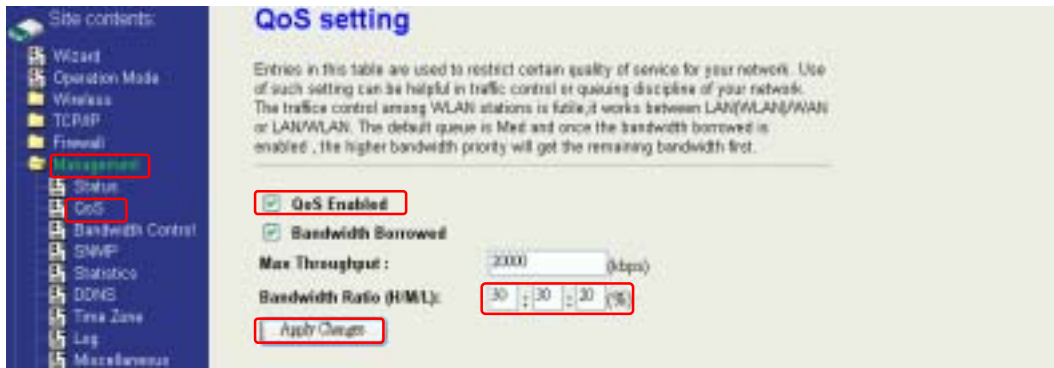 Site contents:
Wizard
Operation Mode
Wireless
TCP/IP
Firewall
Management
Status
QoS
Bandwidth Control
SNMP
Statistics
DDNS
Time Zone
Log
Miscellaneous
QoS setting
Entries in this table are used to restrict certain quality of service for your network. Use
of such setting can be helpful in traffic control or queuing discipline of your network.
The traffice control among WLAN stations is futile,it works between LAN(WLAN)/WAN
or LAN/WLAN. The default queue is Med and once the bandwidth borrowed is
enabled , the higher bandwidth priority will get the remaining bandwidth first.
QoS Enabled
Bandwidth Borrowed
Max Throughput : 20000 (kbps)
Bandwidth Ratio (H/M/L): 30 : 30 : 20 (%)
Apply Changes